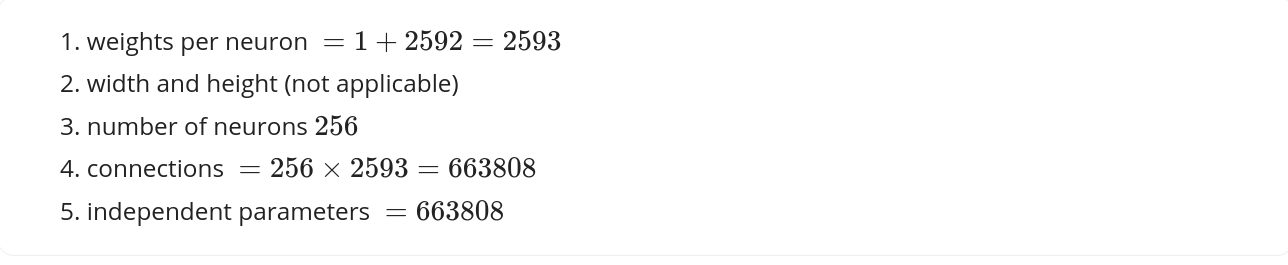 1. weights per neuron = 1 + 2592 = 2593
2. width and height (not applicable)
3. number of neurons 256
4. connections = 256 × 2593 = 663808
5. independent parameters = 663808